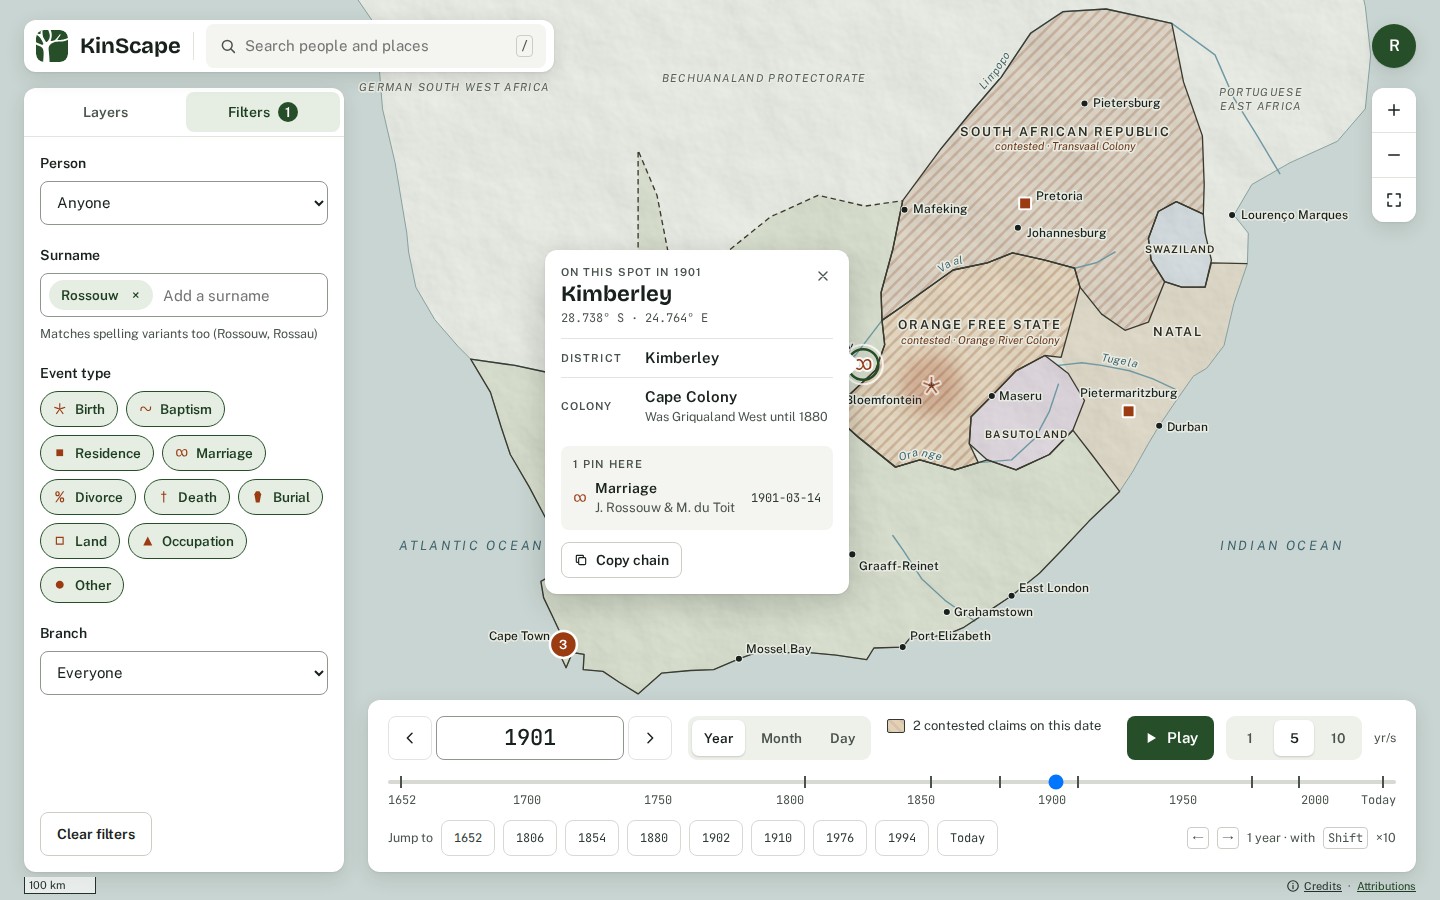 KinScape
Search people and places
/
R
Layers
Filters 1
Person
Anyone
Surname
Rossouw ×
Add a surname
Matches spelling variants too (Rossouw, Rossau)
Event type
Birth
Baptism
Residence
Marriage
Divorce
Death
Burial
Land
Occupation
Other
Branch
Everyone
Clear filters
100 km
GERMAN SOUTH WEST AFRICA
BECHUANALAND PROTECTORATE
Limpopo
PORTUGUESE
EAST AFRICA
Pietersburg
SOUTH AFRICAN REPUBLIC
contested · Transvaal Colony
Pretoria
Mafeking
Johannesburg
Lourenço Marques
SWAZILAND
Vaal
ORANGE FREE STATE
contested · Orange River Colony
NATAL
Tugela
Bloemfontein
Maseru
Pietermaritzburg
Durban
BASUTOLAND
Orange
ATLANTIC OCEAN
INDIAN OCEAN
Graaff-Reinet
East London
Grahamstown
Port Elizabeth
Mossel Bay
Cape Town
3
ON THIS SPOT IN 1901
Kimberley
28.738° S · 24.764° E
DISTRICT
Kimberley
COLONY
Cape Colony
Was Griqualand West until 1880
1 PIN HERE
Marriage
J. Rossouw & M. du Toit
1901-03-14
Copy chain
1901
Year
Month
Day
2 contested claims on this date
Play
1
5
10
yr/s
1652
1700
1750
1800
1850
1900
1950
2000
Today
Jump to
1652
1806
1854
1880
1902
1910
1976
1994
Today
← → 1 year · with Shift ×10
Credits · Attributions